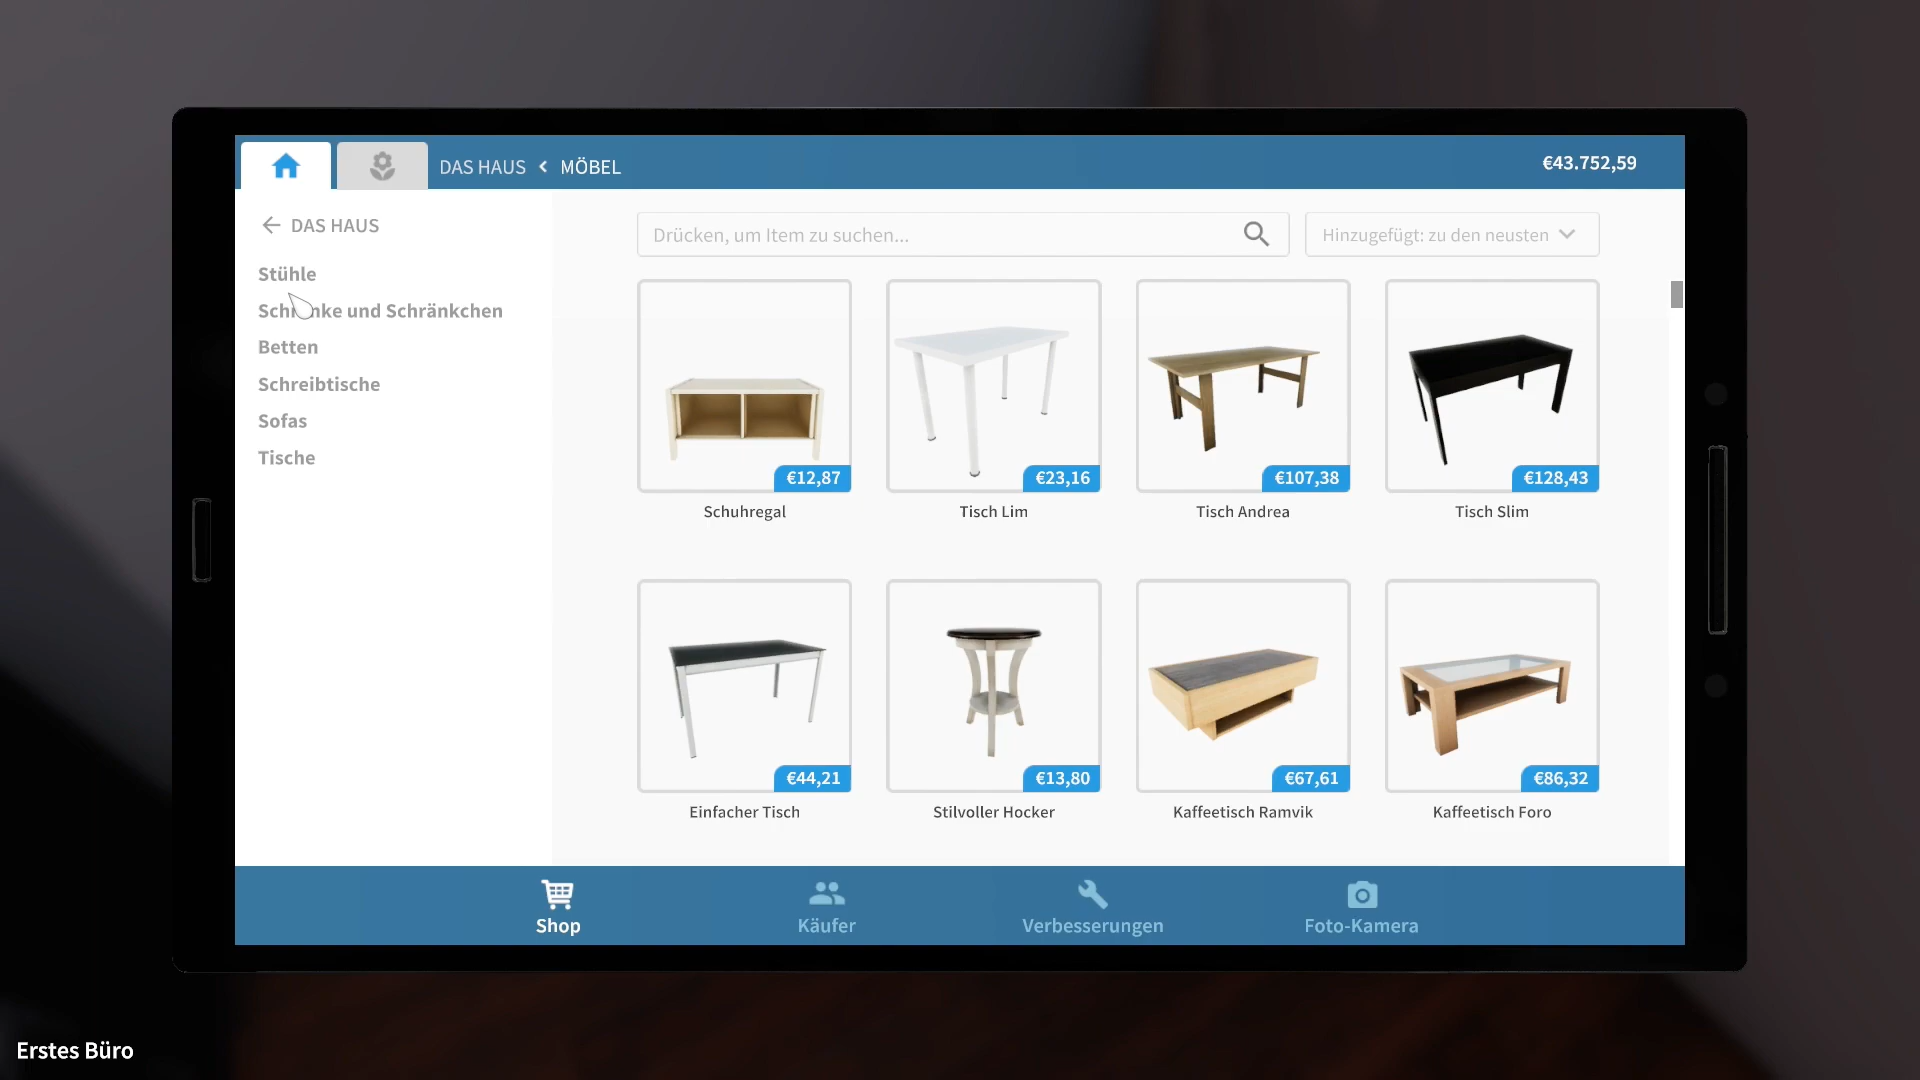 DAS HAUS MÖBEL
€43.752,59
DAS HAUS
Stühle
Schränke und Schränkchen
Betten
Schreibtische
Sofas
Tische
Drücken, um Item zu suchen...
Hinzugefügt: zu den neusten
€12,87
€23,16
€107,38
€128,43
Schuhregal
Tisch Lim
Tisch Andrea
Tisch Slim
€44,21
€13,80
€67,61
€86,32
Einfacher Tisch
Stilvoller Hocker
Kaffeetisch Ramvik
Kaffeetisch Foro
Shop
Käufer
Verbesserungen
Foto-Kamera
Erstes Büro